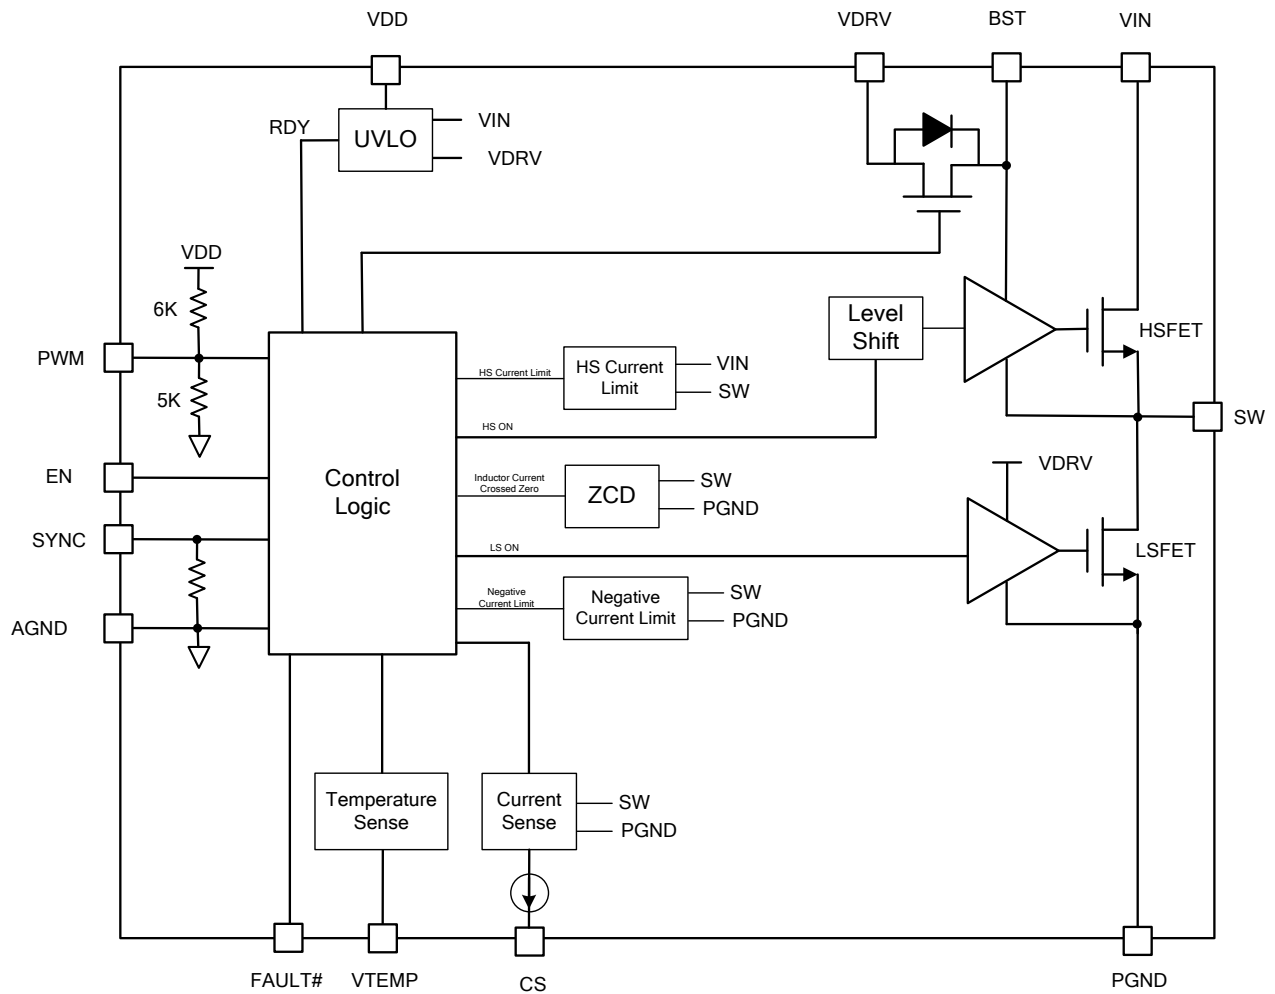 VDD
VDRV
BST
VIN
RDY
UVLO
VIN
VDRV
VDD
6K
PWM
5K
EN
SYNC
AGND
Control
Logic
HS Current Limit
HS Current
Limit
VIN
SW
HS ON
Level
Shift
HSFET
SW
Inductor Current
Crossed Zero
ZCD
SW
PGND
VDRV
LS ON
LSFET
Negative
Current Limit
Negative
Current Limit
SW
PGND
Temperature
Sense
Current
Sense
SW
PGND
FAULT#
VTEMP
CS
PGND